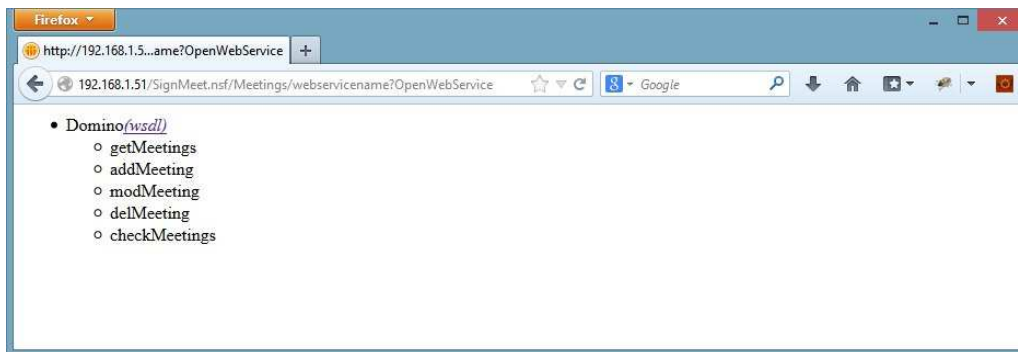 Firefox
http://192.168.1.5...ame?OpenWebService
192.168.1.51/SignMeet.nsf/Meetings/webservicename?OpenWebService
Google
Domino(wsdl)
getMeetings
addMeeting
modMeeting
delMeeting
checkMeetings